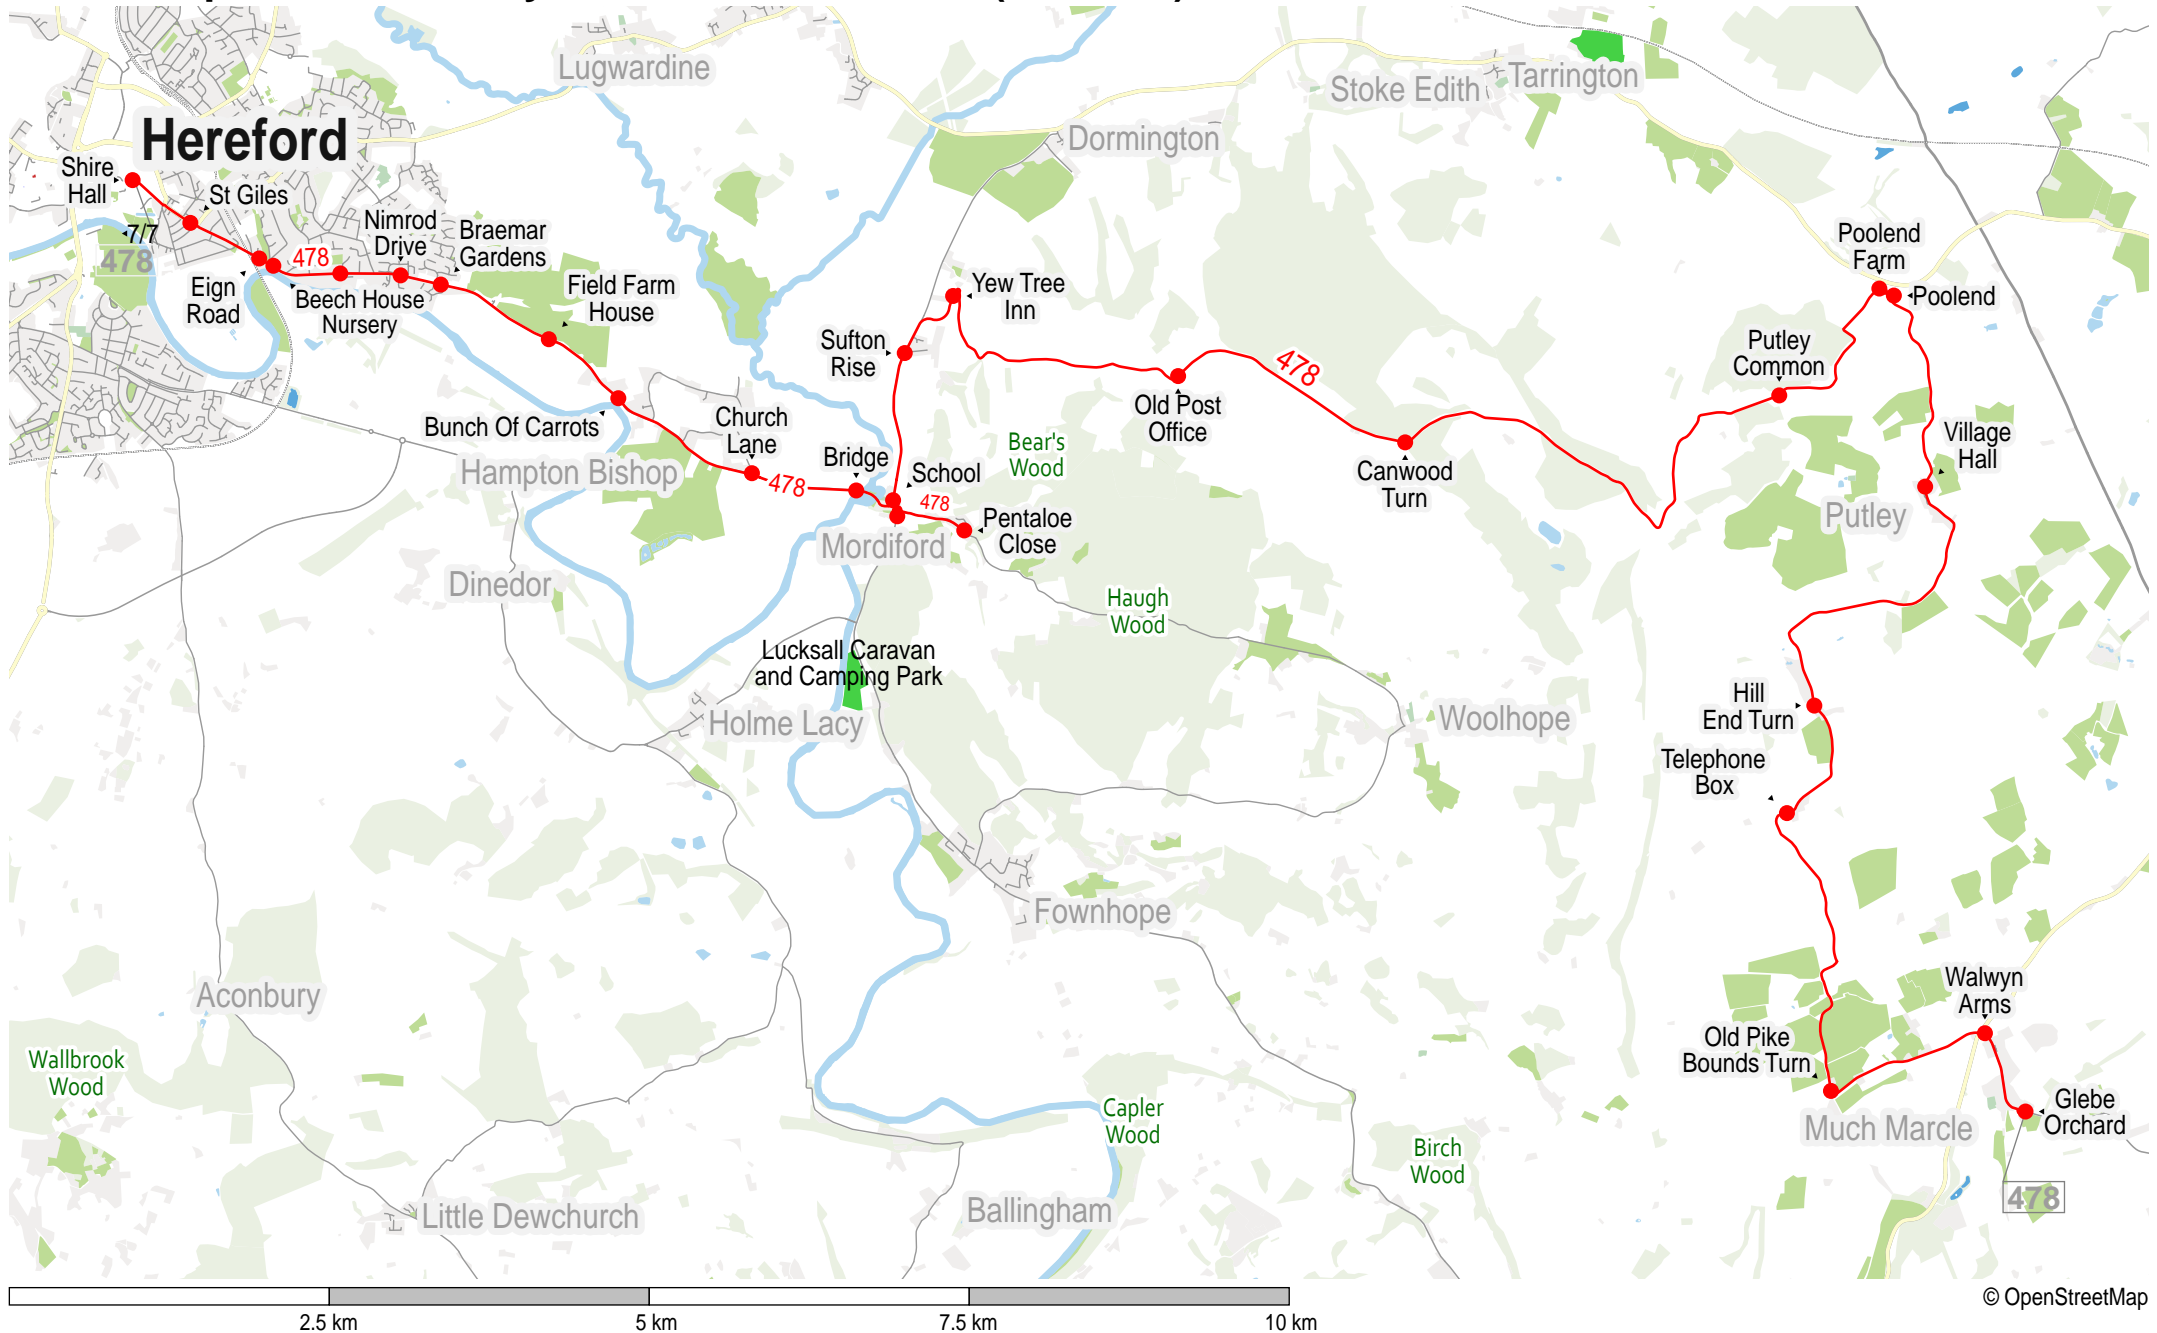 Lugwardine
Stoke Edith
Tarrington
Dormington
Hereford
Shire
Hall
St Giles
7/7
478
Eign
Road
478
Nimrod
Drive
Braemar
Gardens
Beech House
Nursery
Field Farm
House
Bunch Of Carrots
Hampton Bishop
Church
Lane
478
Bridge
School
478
Pentaloe
Close
Mordiford
Sufton
Rise
Yew Tree
Inn
Bear's
Wood
Old Post
Office
478
Canwood
Turn
Putley
Common
Poolend
Farm
Poolend
Village
Hall
Putley
Dinedor
Haugh
Wood
Lucksall Caravan
and Camping Park
Holme Lacy
Woolhope
Hill
End Turn
Telephone
Box
Fownhope
Aconbury
Wallbrook
Wood
Walwyn
Arms
Old Pike
Bounds Turn
Glebe
Orchard
Much Marcle
Capler
Wood
Birch
Wood
478
Little Dewchurch
Ballingham
2.5 km
5 km
7.5 km
10 km
© OpenStreetMap